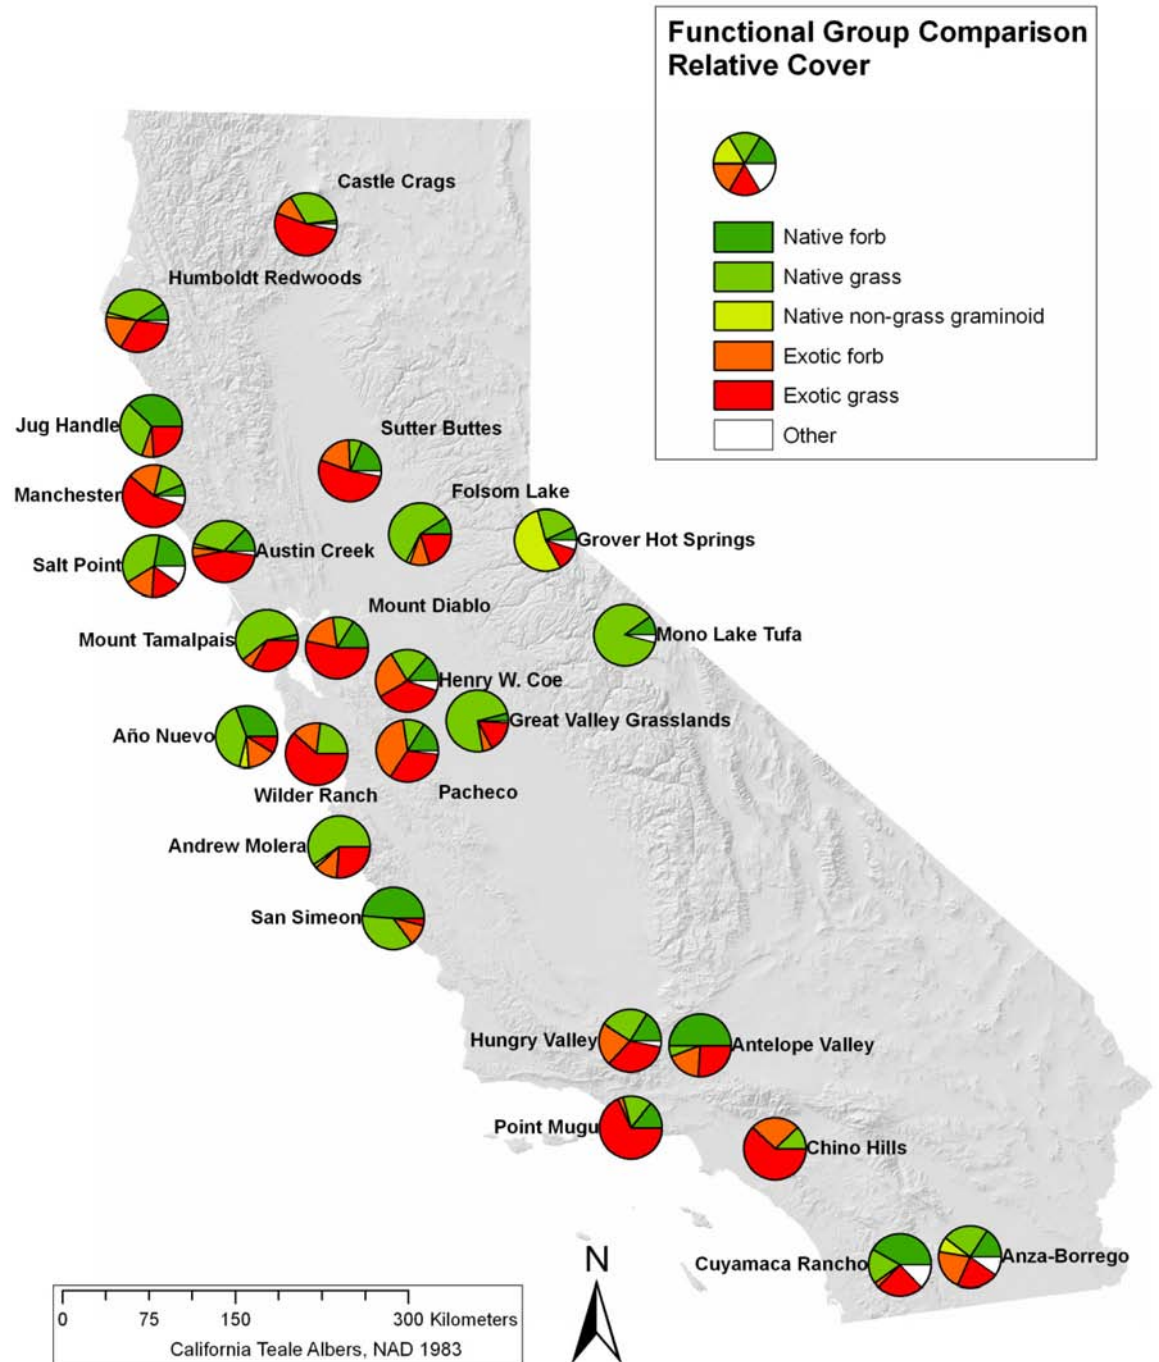 Functional Group Comparison
Relative Cover
Native forb
Native grass
Native non-grass graminoid
Exotic forb
Exotic grass
Other
Castle Crags
Humboldt Redwoods
Jug Handle
Sutter Buttes
Manchester
Folsom Lake
Grover Hot Springs
Salt Point
Austin Creek
Mount Diablo
Mount Tamalpais
Mono Lake Tufa
Henry W. Coe
Great Valley Grasslands
Año Nuevo
Wilder Ranch
Pacheco
Andrew Molera
San Simeon
Hungry Valley
Antelope Valley
Point Mugu
Chino Hills
Cuyamaca Rancho
Anza-Borrego
N
0 75 150 300 Kilometers
California Teale Albers, NAD 1983